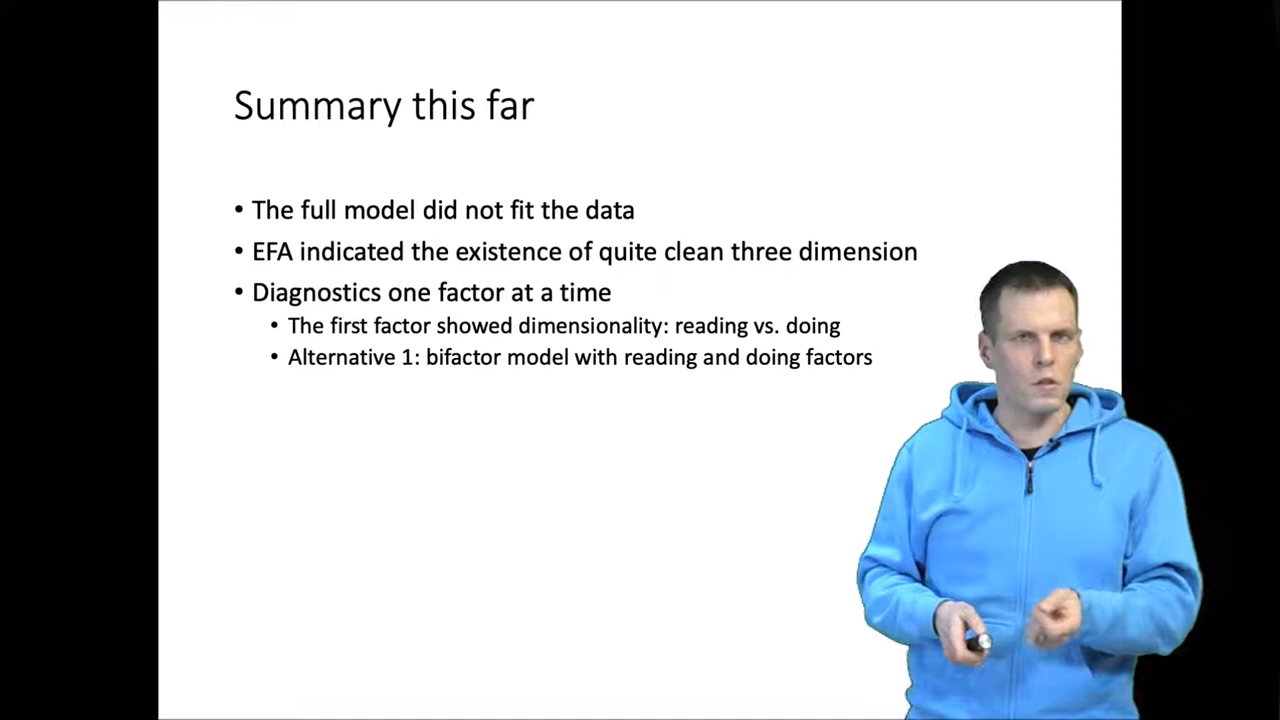 Summary this far
• The full model did not fit the data
• EFA indicated the existence of quite clean three dimension
• Diagnostics one factor at a time
• The first factor showed dimensionality: reading vs. doing
• Alternative 1: bifactor model with reading and doing factors